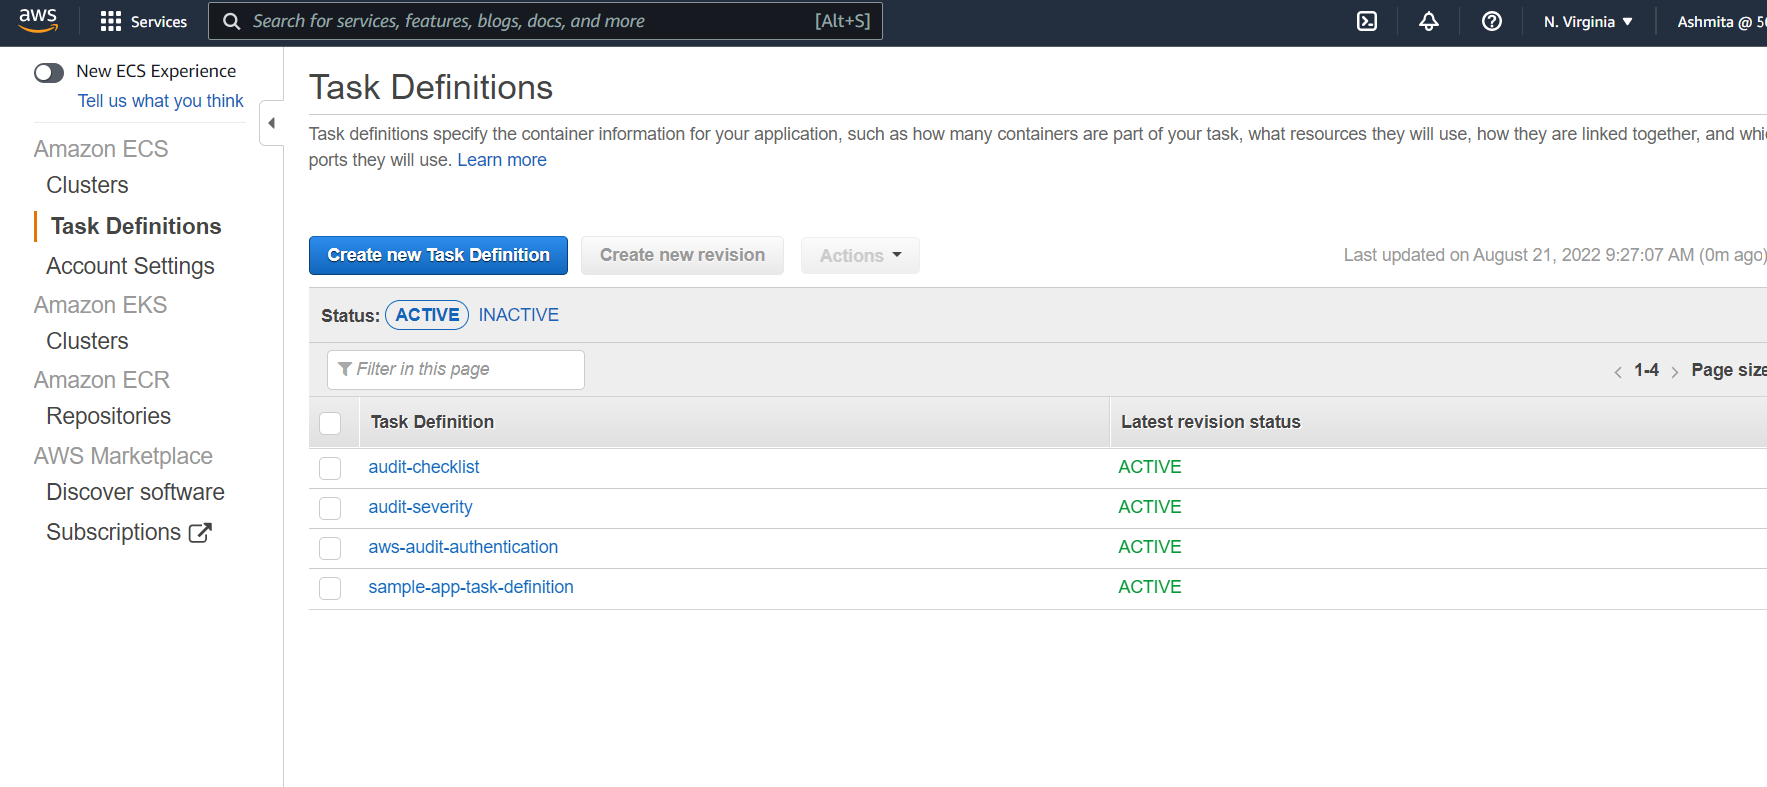 aws
Services
Search for services, features, blogs, docs, and more
[Alt+S]
N. Virginia
Ashmita @ 5
New ECS Experience
Tell us what you think
Amazon ECS
Clusters
Task Definitions
Account Settings
Amazon EKS
Clusters
Amazon ECR
Repositories
AWS Marketplace
Discover software
Subscriptions
Task Definitions
Task definitions specify the container information for your application, such as how many containers are part of your task, what resources they will use, how they are linked together, and whi
ports they will use. Learn more
Create new Task Definition
Create new revision
Actions
Last updated on August 21, 2022 9:27:07 AM (0m ago)
Status: ACTIVE INACTIVE
Filter in this page
1-4
Page size
Task Definition
Latest revision status
audit-checklist
ACTIVE
audit-severity
ACTIVE
aws-audit-authentication
ACTIVE
sample-app-task-definition
ACTIVE